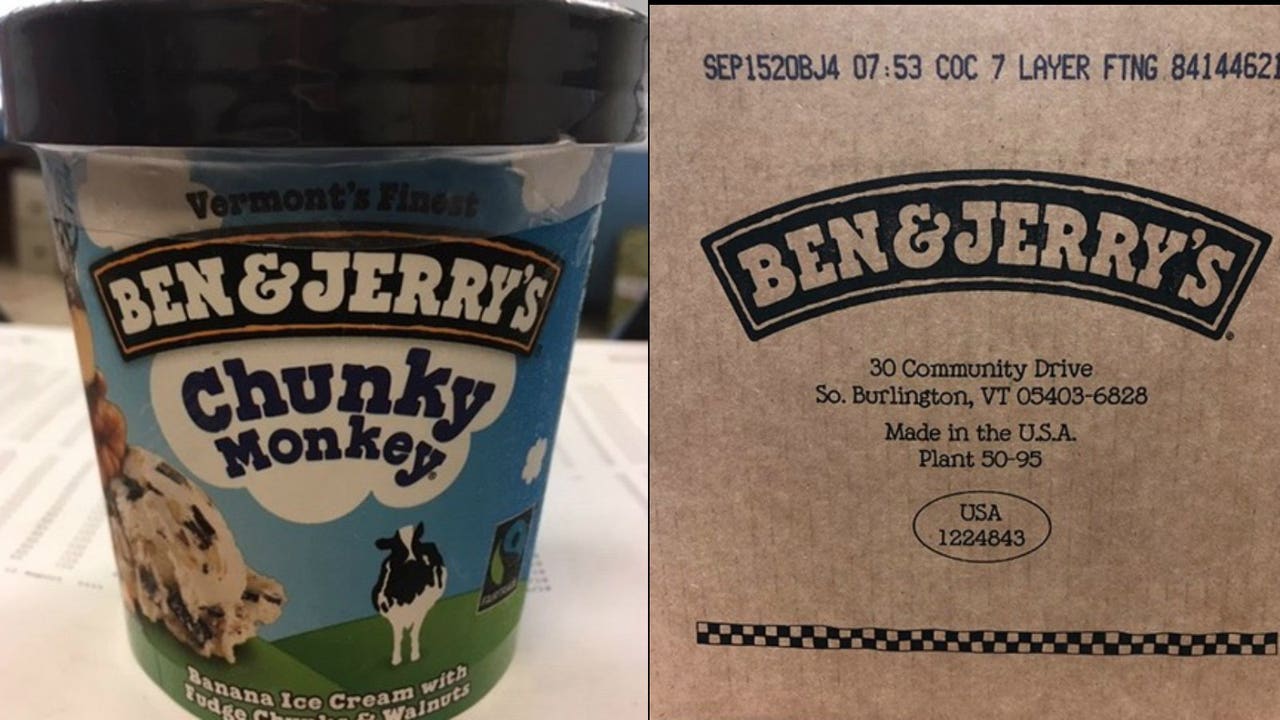 Vermont's Finest
BEN & JERRY'S
Chunky
Monkey®
FAIRTRADE
Banana Ice Cream with
Fudge Chunks & Walnuts
SEP1520BJ4 07:53 COC 7 LAYER FTNG 84144621
BEN & JERRY'S®
30 Community Drive
So. Burlington, VT 05403-6828
Made in the U.S.A.
Plant 50-95
USA
1224843